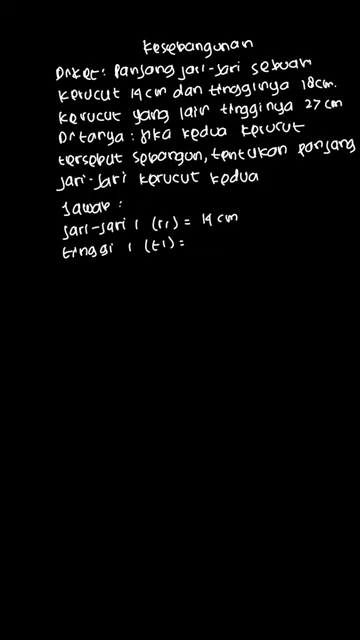 Kesebangunan
Diket: Panjang jari-jari sebuah
kerucut 14 cm dan tingginya 18 cm.
kerucut yang lain tingginya 27 cm
Ditanya: Jika kedua kerucut
tersebut sebangun, tentukan panjang
jari-jari kerucut kedua
Jawab :
jari-jari 1 (r1) = 14 cm
tinggi 1 (t1) =